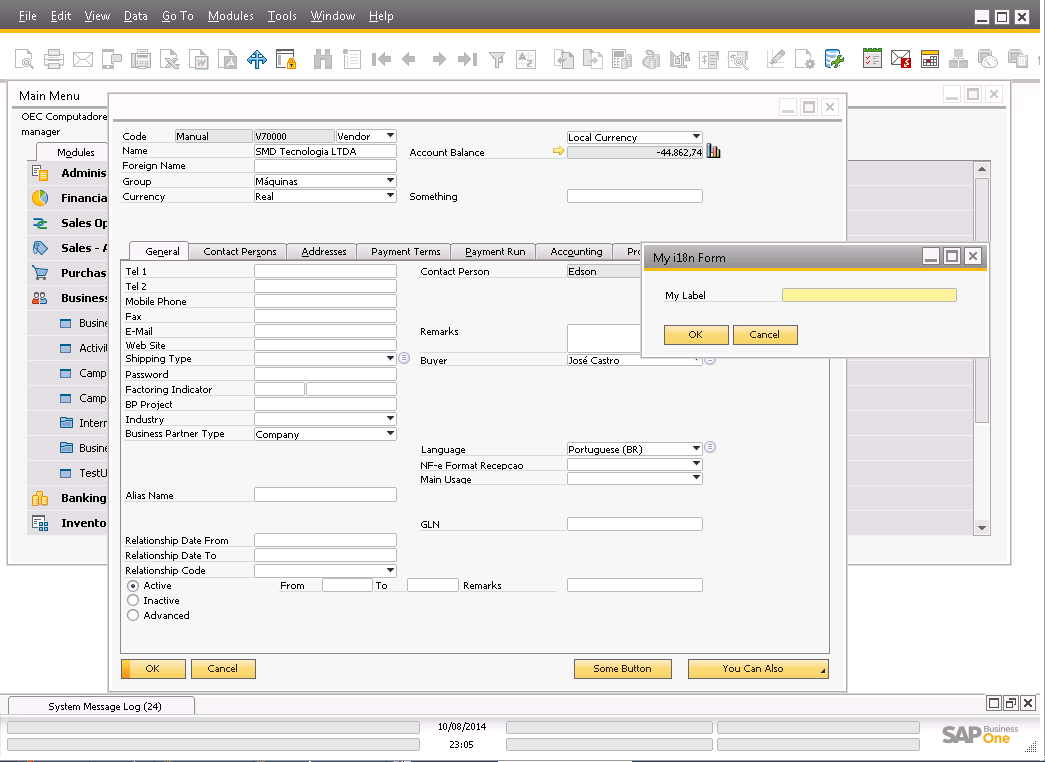 File Edit View Data Go To Modules Tools Window Help
Main Menu
OEC Computadore
manager
Modules
Adminis
Financia
Sales Op
Sales - A
Purchas
Business
Busine
Activit
Camp
Camp
Intern
Busine
TestU
Banking
Invento
Code Manual V70000 Vendor
Name SMD Tecnologia LTDA
Foreign Name
Group Máquinas
Currency Real
Local Currency
Account Balance -44.862,74
Something
General Contact Persons Addresses Payment Terms Payment Run Accounting Pro
Tel 1
Tel 2
Mobile Phone
Fax
E-Mail
Web Site
Shipping Type
Password
Factoring Indicator
BP Project
Industry
Business Partner Type Company
Alias Name
Relationship Date From
Relationship Date To
Relationship Code
Active From To Remarks
Inactive
Advanced
Contact Person Edson
Remarks
Buyer José Castro
Language Portuguese (BR)
NF-e Format Recepcao
Main Usage
GLN
OK Cancel Some Button You Can Also
My i18n Form
My Label
OK Cancel
System Message Log (24)
10/08/2014
23:05
SAP Business One